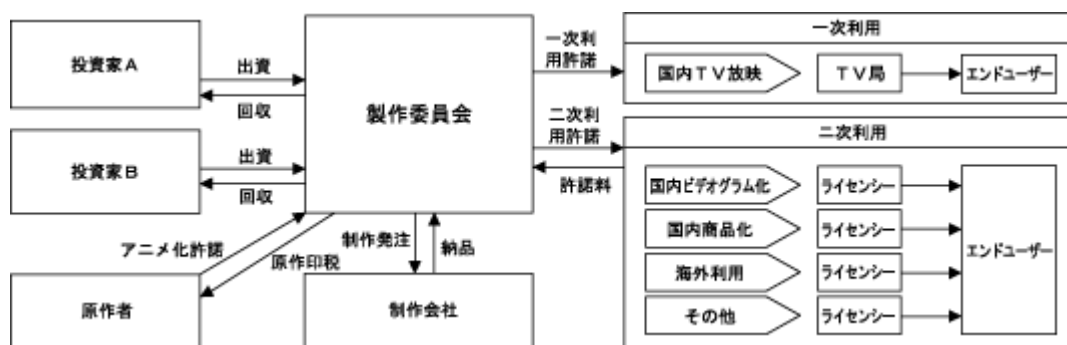 投資家A
出資
回収
投資家B
出資
回収
製作委員会
アニメ化許諾
原作印税
制作発注
納品
原作者
制作会社
一次利
用許諾
二次利
用許諾
許諾料
一次利用
国内TV放映
TV局
エンドユーザー
二次利用
国内ビデオグラム化
ライセンシー
国内商品化
ライセンシー
海外利用
ライセンシー
その他
ライセンシー
エンドユーザー